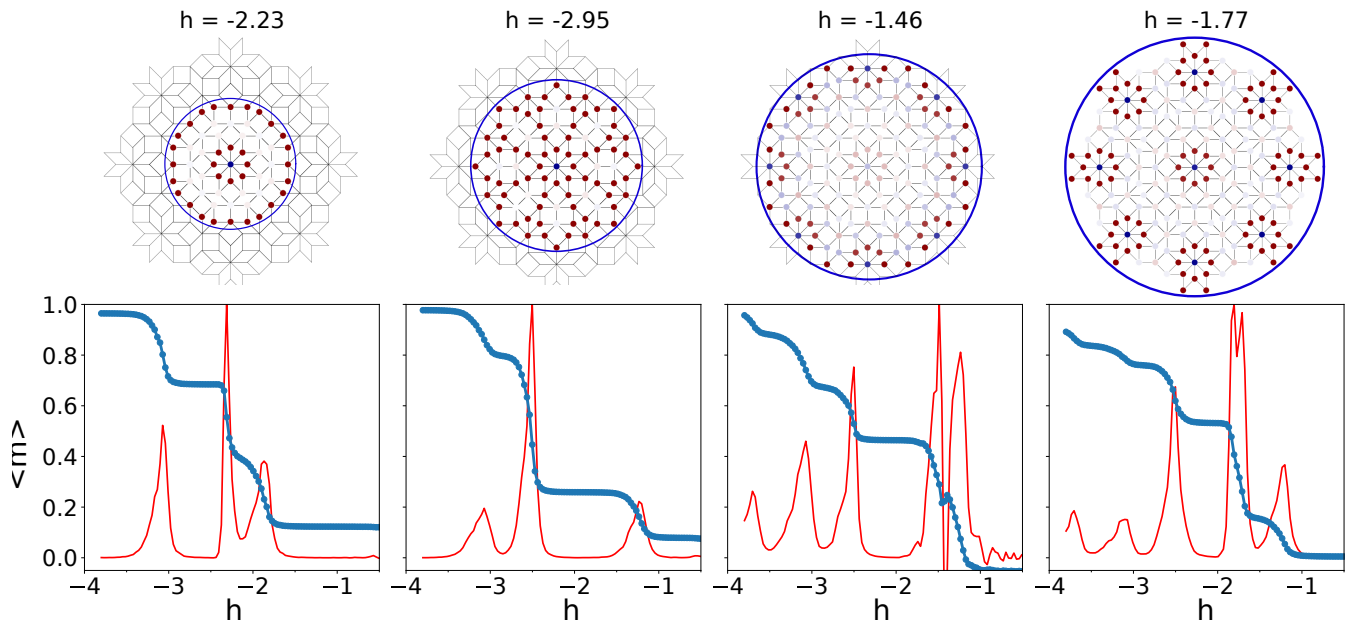 h = -2.23
h = -2.95
h = -1.46
h = -1.77
<m>
1.0
0.8
0.6
0.4
0.2
0.0
−4 −3 −2 −1
−4 −3 −2 −1
−4 −3 −2 −1
−4 −3 −2 −1
h h h h